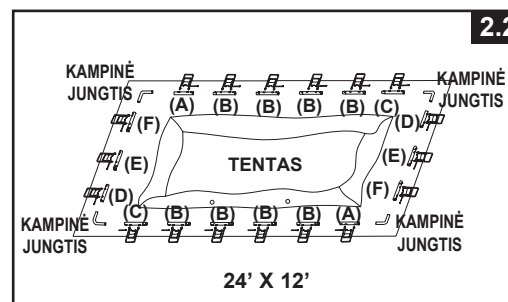 2.2
KAMPINĖ
JUNGTIS
KAMPINĖ
JUNGTIS
(A) (B) (B) (B) (B) (C)
(F) (D)
(E) TENTAS (E)
(D) (F)
(C) (B) (B) (B) (B) (A)
KAMPINĖ
JUNGTIS
KAMPINĖ
JUNGTIS
24' X 12'